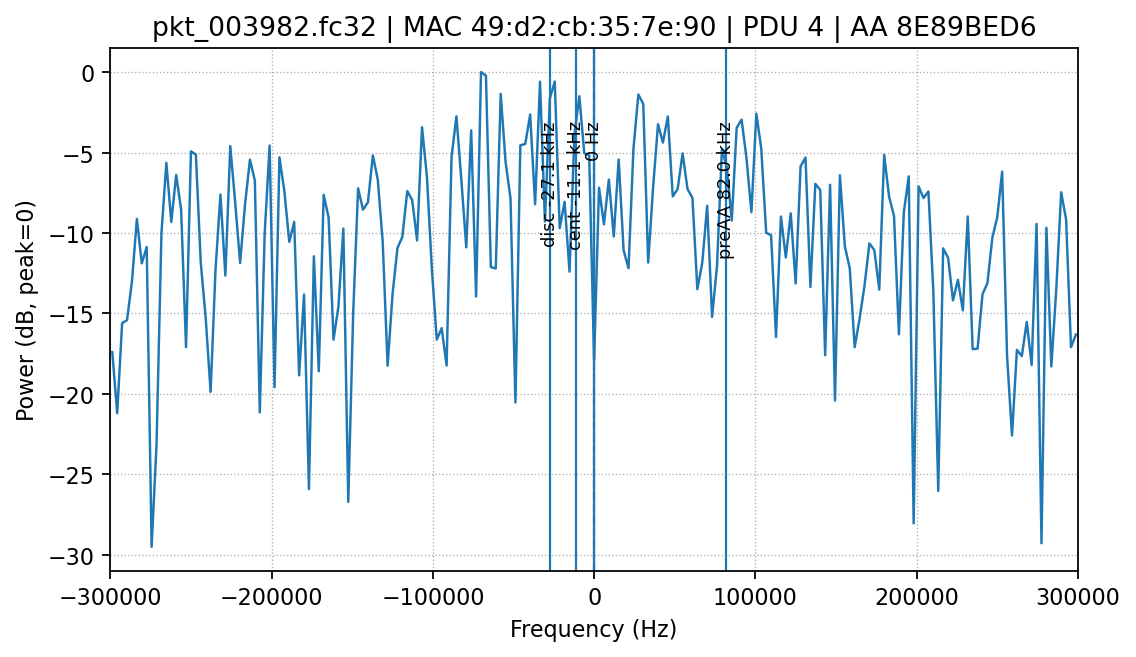 pkt_003982.fc32 | MAC 49:d2:cb:35:7e:90 | PDU 4 | AA 8E89BED6
Power (dB, peak=0)
0
−5
−10
−15
−20
−25
−30
disc -27.1 kHz
cent -11.1 kHz
0 Hz
preAA 82.0 kHz
−300000
−200000
−100000
0
100000
200000
300000
Frequency (Hz)